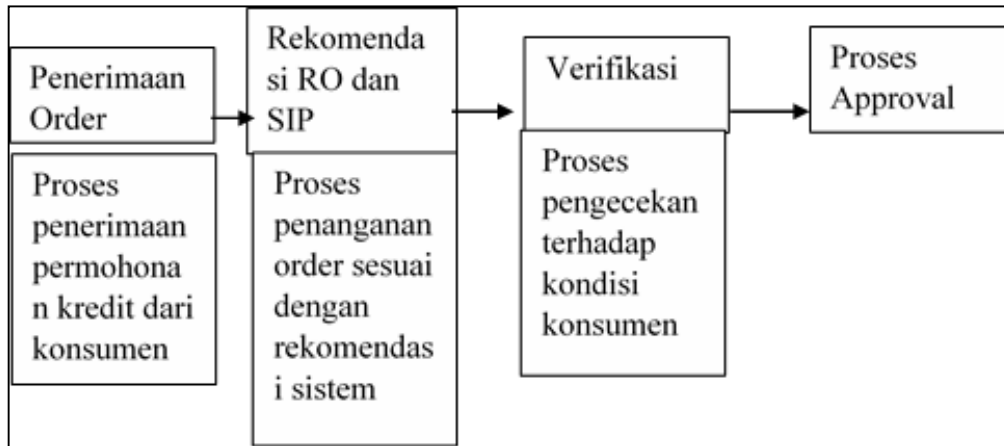 Penerimaan
Order
Proses
penerimaan
permohona
n kredit dari
konsumen
Rekomenda
si RO dan
SIP
Proses
penanganan
order sesuai
dengan
rekomendas
i sistem
Verifikasi
Proses
pengecekan
terhadap
kondisi
konsumen
Proses
Approval